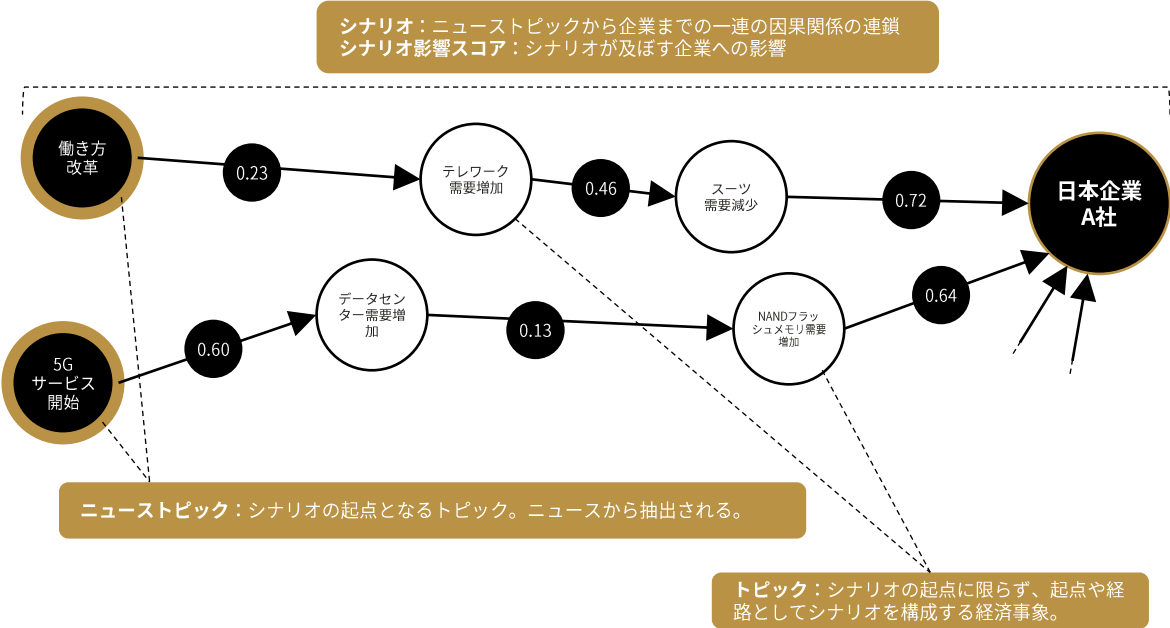 シナリオ：ニューストピックから企業までの一連の因果関係の連鎖
シナリオ影響スコア：シナリオが及ぼす企業への影響
働き方
改革
0.23
テレワーク
需要増加
0.46
スーツ
需要減少
0.72
日本企業
A社
5G
サービス
開始
0.60
データセン
ター需要増
加
0.13
NANDフラッ
シュメモリ需要
増加
0.64
ニューストピック：シナリオの起点となるトピック。ニュースから抽出される。
トピック：シナリオの起点に限らず、起点や経
路としてシナリオを構成する経済事象。